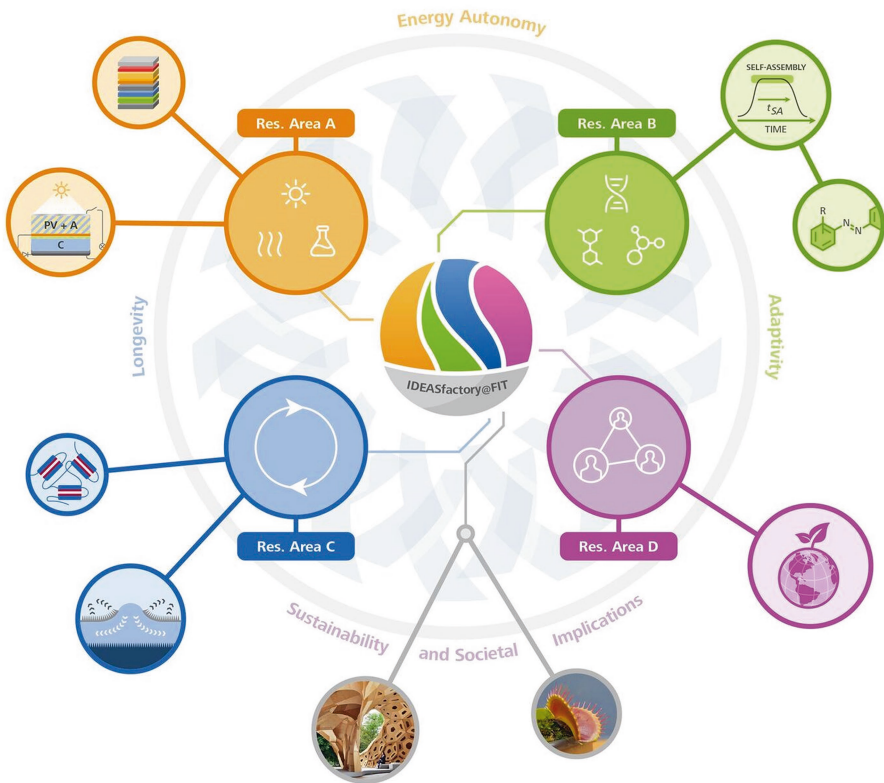 Energy Autonomy
SELF-ASSEMBLY
tSA
TIME
Res. Area A
Res. Area B
PV + A
C
R
N
N
Longevity
Adaptivity
IDEASfactory@FIT
Res. Area C
Res. Area D
Sustainability and Societal Implications